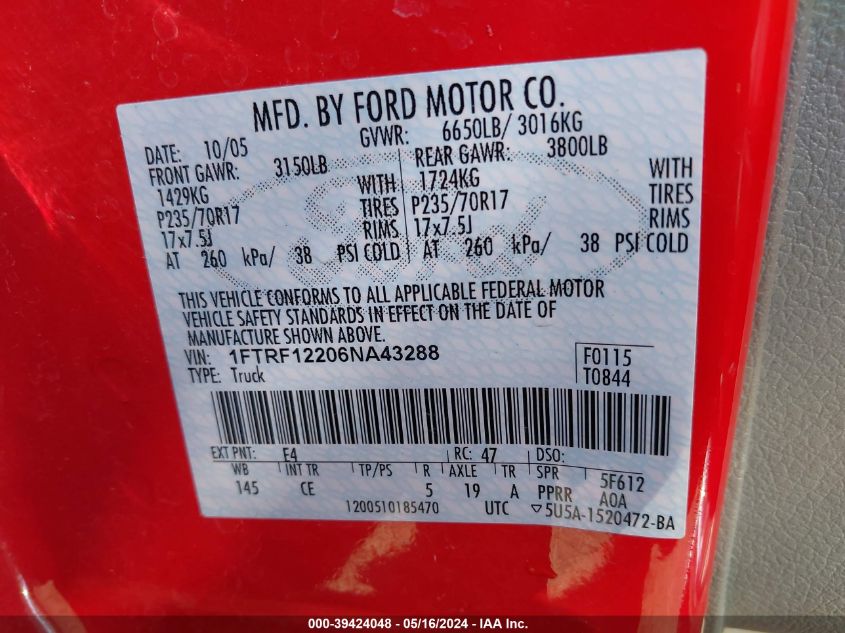 MFD. BY FORD MOTOR CO.
DATE: 10/05 GVWR: 6650LB/ 3016KG
FRONT GAWR: 3150LB REAR GAWR: 3800LB
1429KG WITH 1724KG WITH
P235/70R17 TIRES P235/70R17 TIRES
17x7.5J RIMS 17x7.5J RIMS
AT 260 kPa/ 38 PSI COLD AT 260 kPa/ 38 PSI COLD
THIS VEHICLE CONFORMS TO ALL APPLICABLE FEDERAL MOTOR
VEHICLE SAFETY STANDARDS IN EFFECT ON THE DATE OF
MANUFACTURE SHOWN ABOVE.
VIN: 1FTRF12206NA43288 F0115
TYPE: Truck T0844
EXT PNT: E4 RC: 47 DSO:
WB INT TR TP/PS R AXLE TR SPR 5F612
145 CE 5 19 A PPRR AOA
1200510185470 UTC ▽5U5A-1520472-BA
Ford
000-39424048 - 05/16/2024 - IAA Inc.